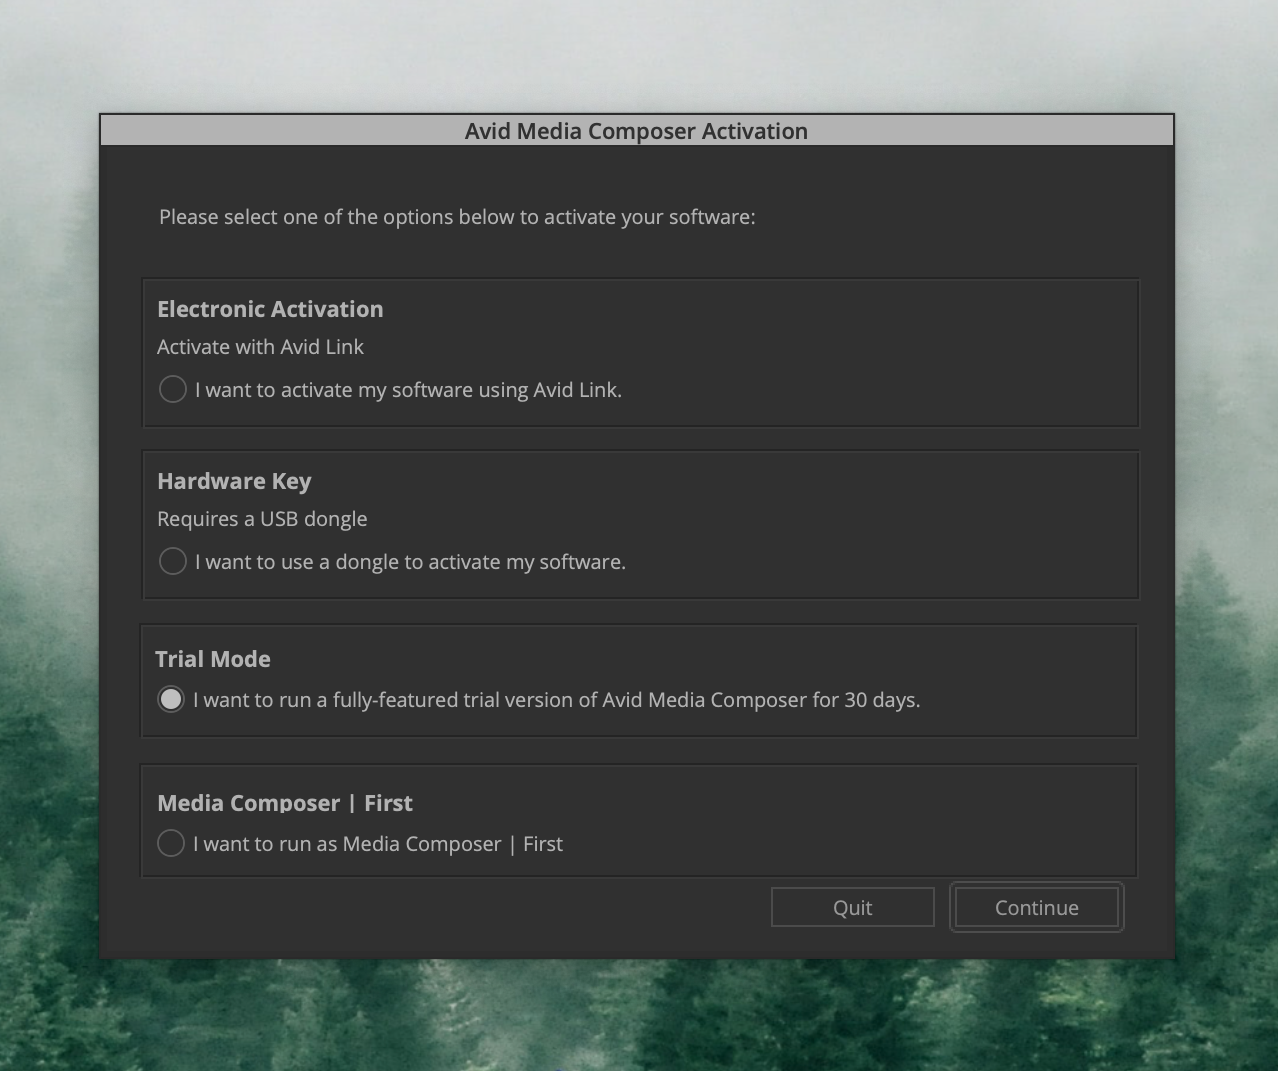 Avid Media Composer Activation
Please select one of the options below to activate your software:
Electronic Activation
Activate with Avid Link
I want to activate my software using Avid Link.
Hardware Key
Requires a USB dongle
I want to use a dongle to activate my software.
Trial Mode
I want to run a fully-featured trial version of Avid Media Composer for 30 days.
Media Composer | First
I want to run as Media Composer | First
Quit
Continue